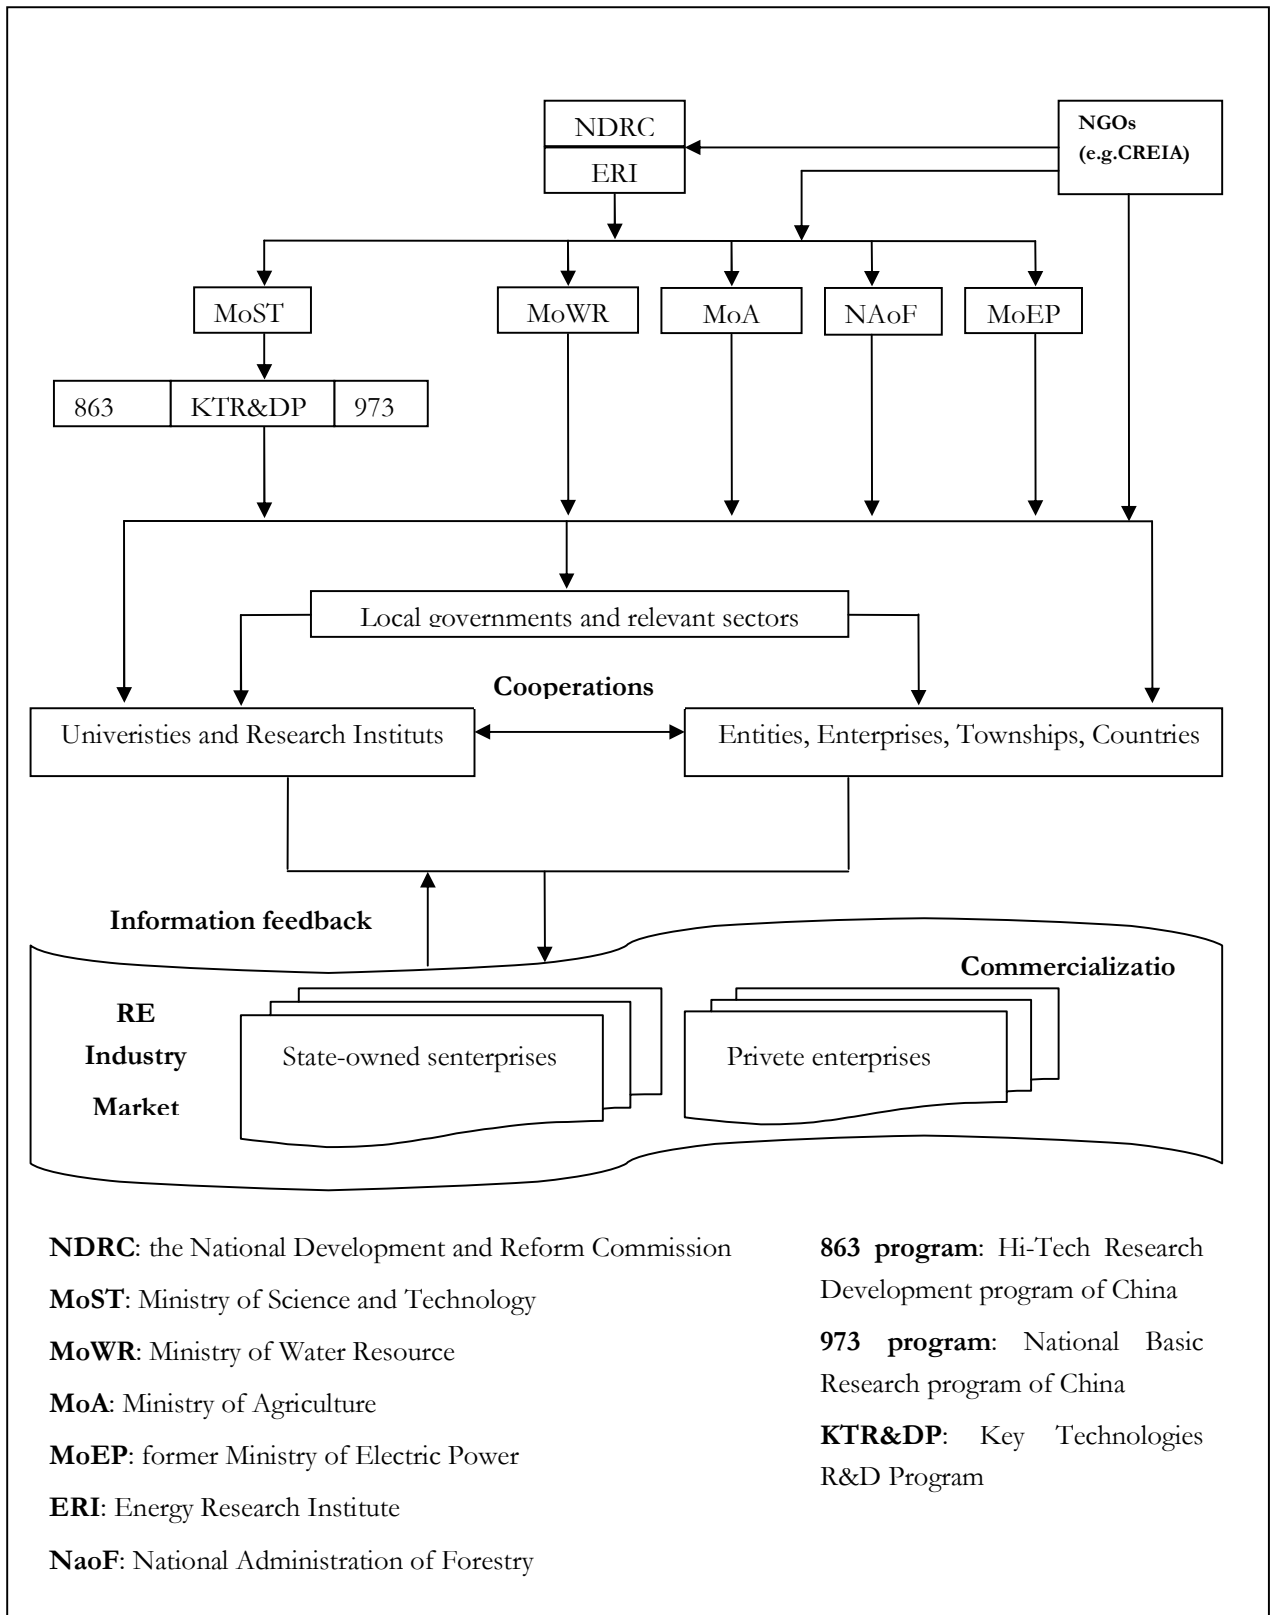 NDRC
NGOs
(e.g.CREIA)
ERI
MoST
MoWR
MoA
NAoF
MoEP
863
KTR&DP
973
Local governments and relevant sectors
Cooperations
Univeristies and Research Instituts
Entities, Enterprises, Townships, Countries
Information feedback
Commercializatio
RE
Industry
Market
State-owned senterprises
Privete enterprises
NDRC: the National Development and Reform Commission
MoST: Ministry of Science and Technology
MoWR: Ministry of Water Resource
MoA: Ministry of Agriculture
MoEP: former Ministry of Electric Power
ERI: Energy Research Institute
NaoF: National Administration of Forestry
863 program: Hi-Tech Research
Development program of China
973 program: National Basic
Research program of China
KTR&DP: Key Technologies
R&D Program